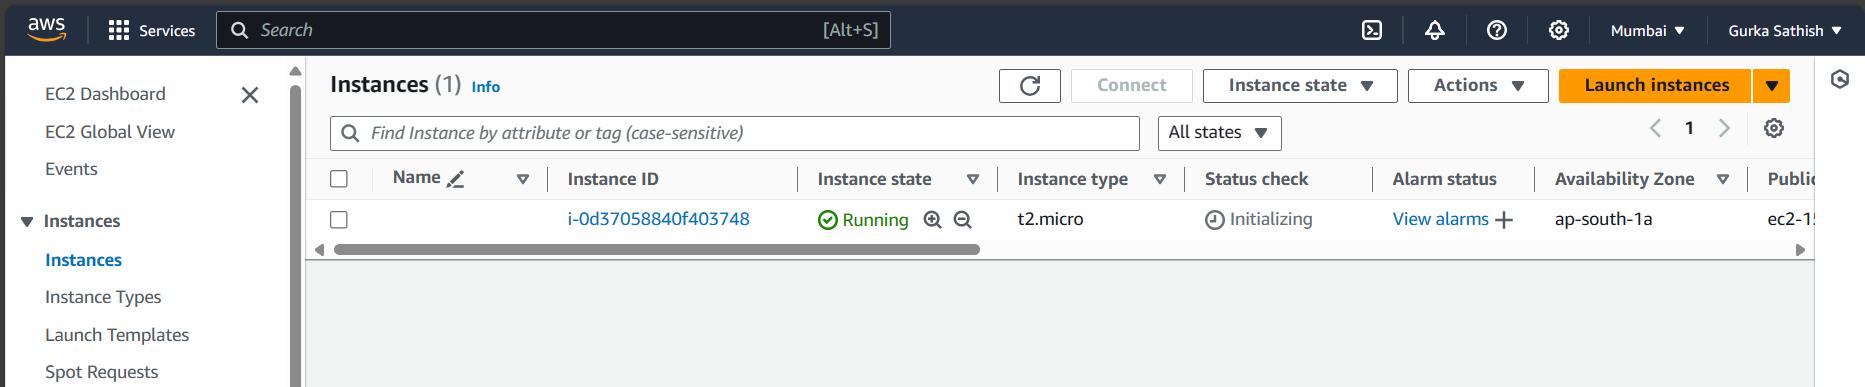 aws Services Search [Alt+S] Mumbai Gurka Sathish
EC2 Dashboard
EC2 Global View
Events
Instances
Instances
Instance Types
Launch Templates
Spot Requests
Instances (1) Info Connect Instance state Actions Launch instances
Find Instance by attribute or tag (case-sensitive) All states 1
Name Instance ID Instance state Instance type Status check Alarm status Availability Zone Public
i-0d37058840f403748 Running t2.micro Initializing View alarms ap-south-1a ec2-15